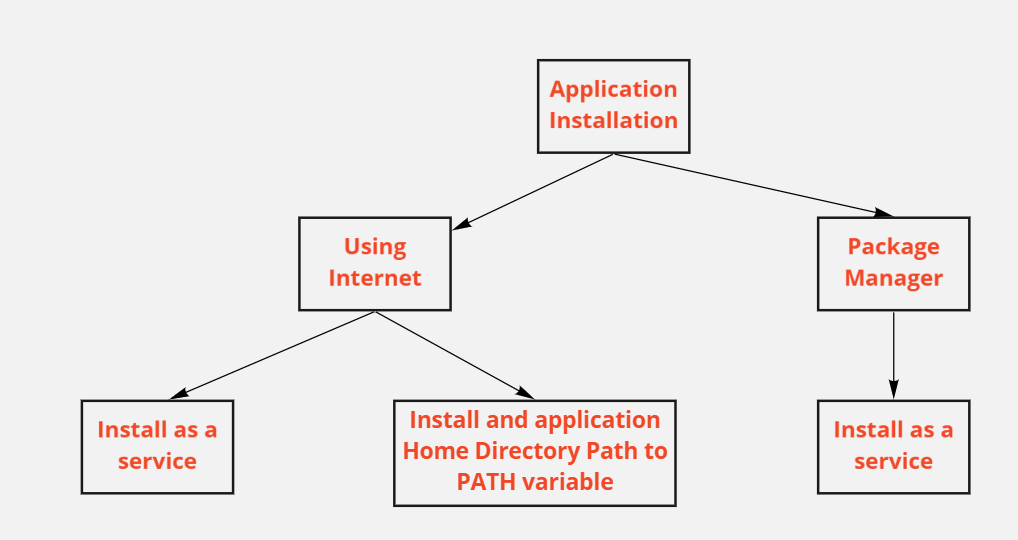 Application
Installation
Using
Internet
Package
Manager
Install as a
service
Install and application
Home Directory Path to
PATH variable
Install as a
service